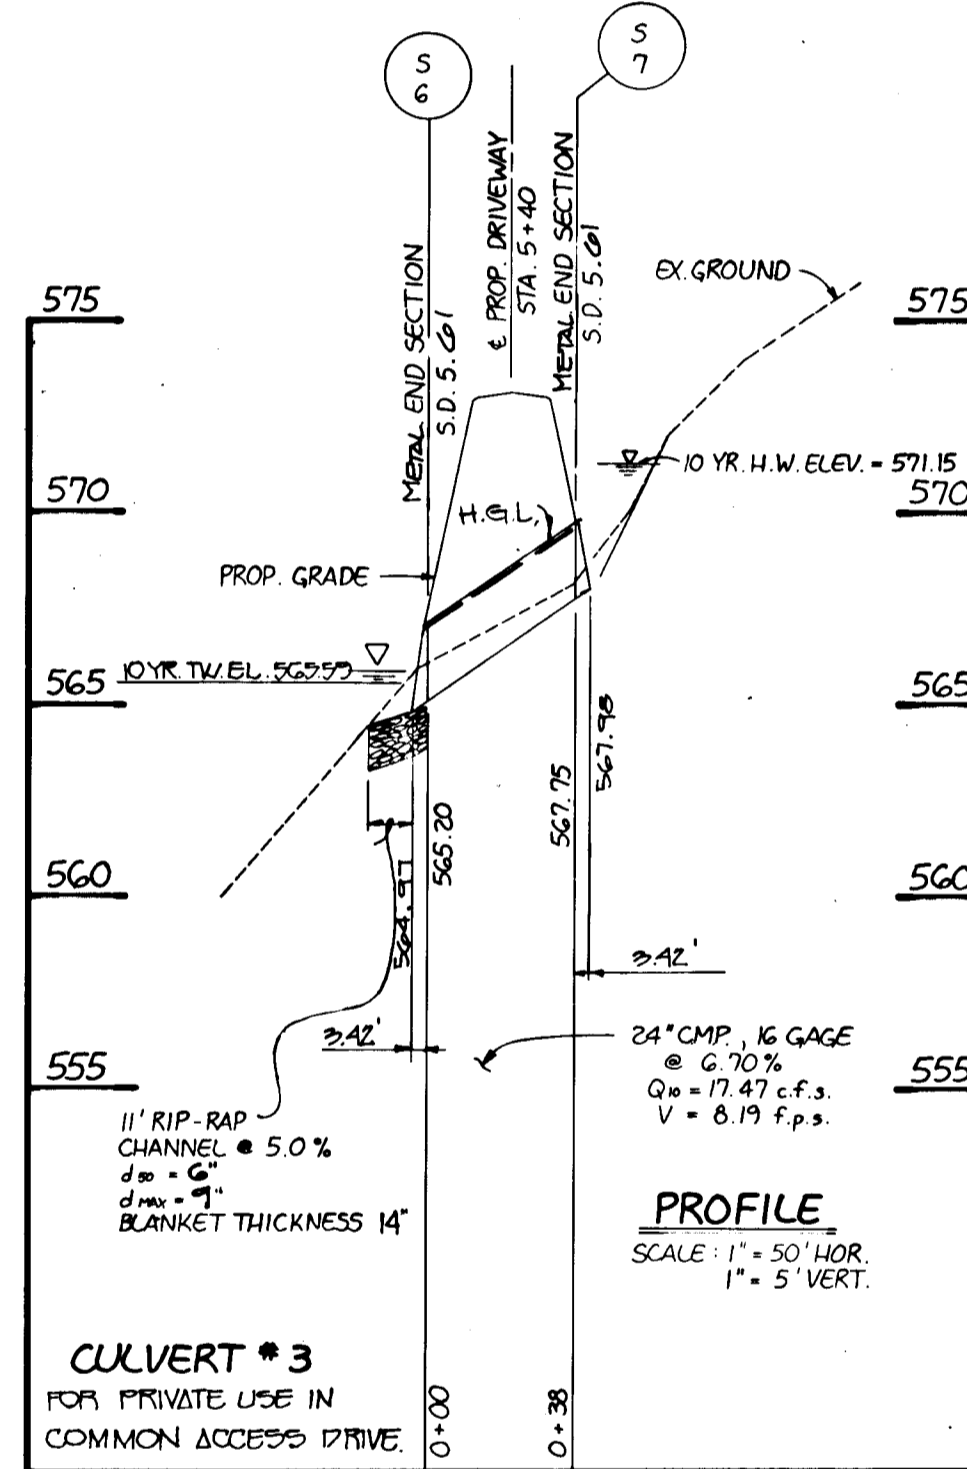 S
6
S
7
METAL END SECTION
S.D. 5.61
℄ PROP. DRIVEWAY
STA. 5+40
METAL END SECTION
S.D. 5.61
EX. GROUND
575
575
10 YR. H.W. ELEV. = 571.15
570
570
H.G.L.
PROP. GRADE
10 YR. TW. EL. 565.59
565
565
564.97
565.20
567.75
567.98
560
560
3.42'
3.42'
555
555
24" CMP., 16 GAGE
@ 6.70%
Q10 = 17.47 c.f.s.
V = 8.19 f.p.s.
11' RIP-RAP
CHANNEL @ 5.0%
d50 = 6"
dMAX = 9"
BLANKET THICKNESS 14"
PROFILE
SCALE: 1" = 50' HOR.
1" = 5' VERT.
CULVERT #3
FOR PRIVATE USE IN
COMMON ACCESS DRIVE.
0+00
0+38